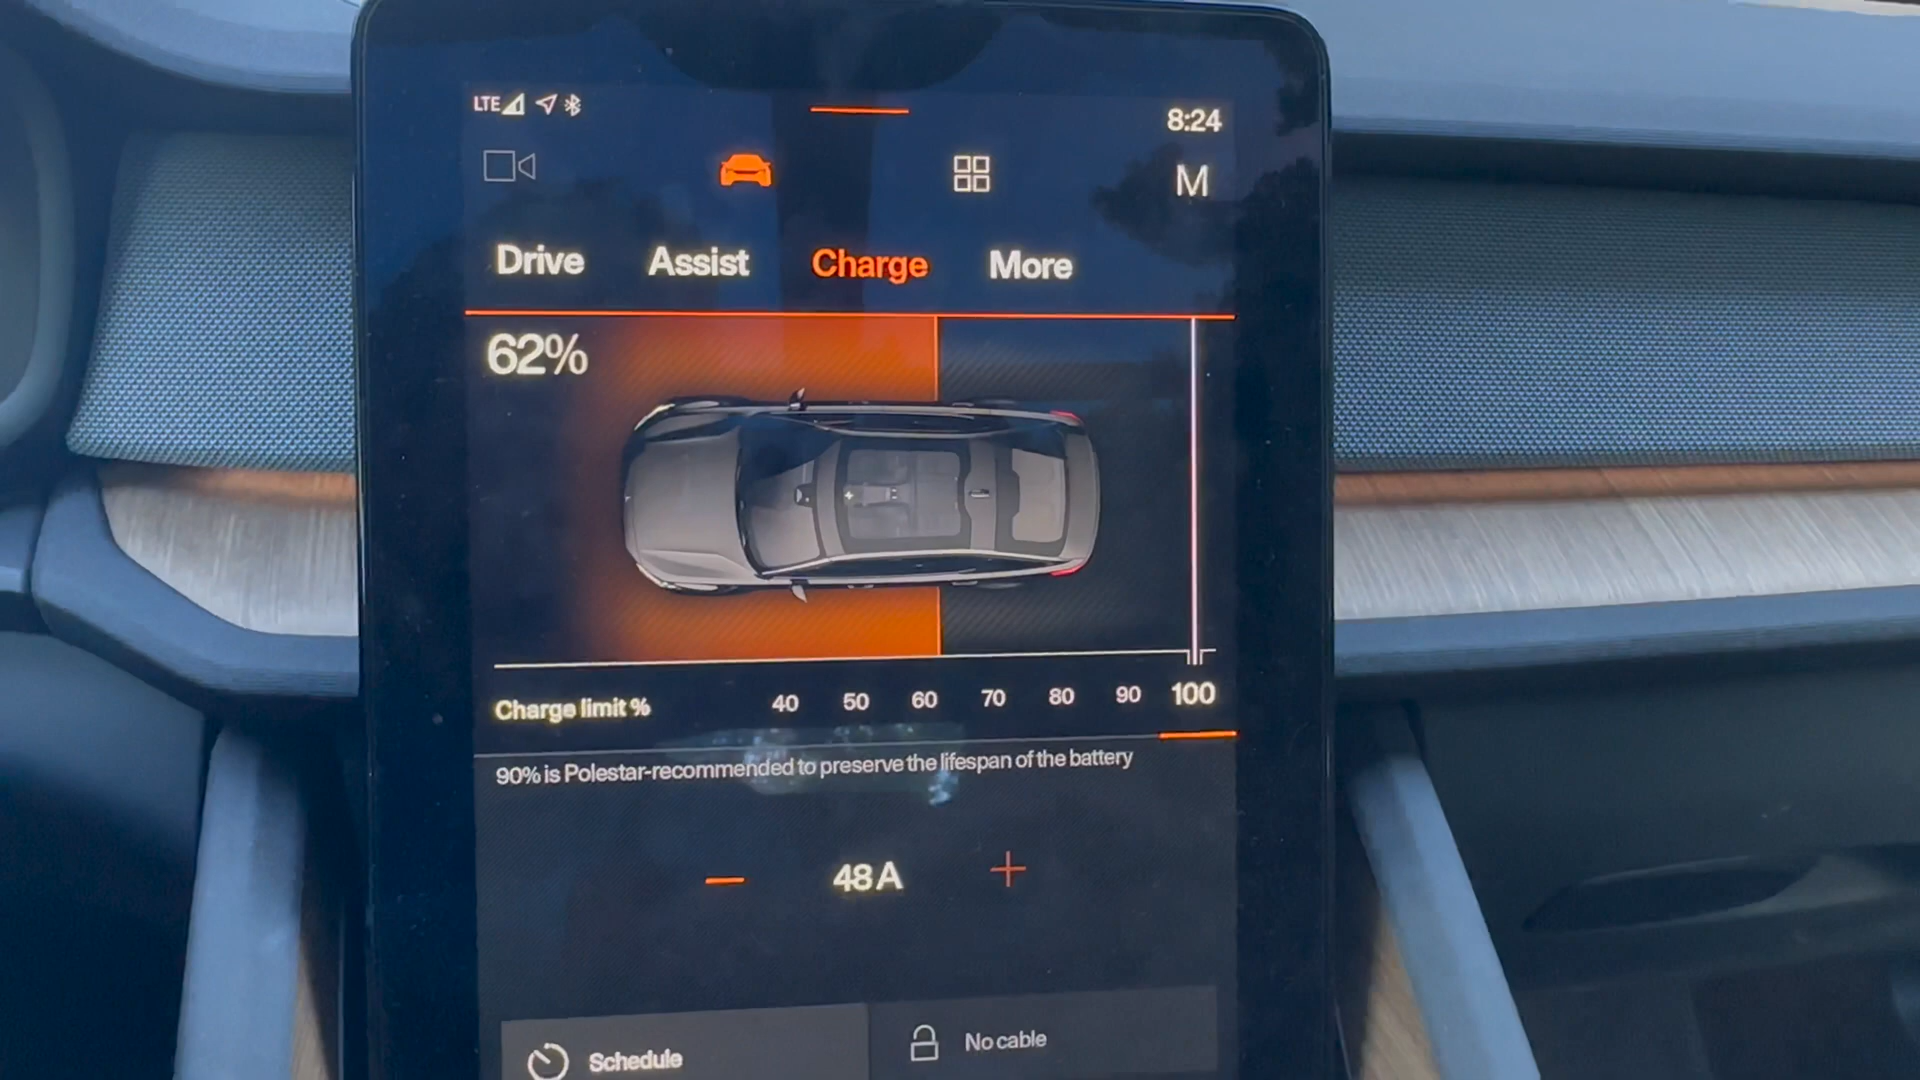 LTE
8:24
M
Drive Assist Charge More
62%
Charge limit % 40 50 60 70 80 90 100
90% is Polestar-recommended to preserve the lifespan of the battery
48 A
Schedule
No cable